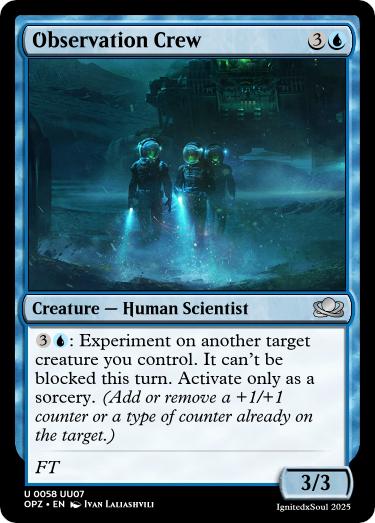 Observation Crew 3
Creature — Human Scientist
3: Experiment on another target
creature you control. It can't be
blocked this turn. Activate only as a
sorcery. (Add or remove a +1/+1
counter or a type of counter already on
the target.)
FT
3/3
U 0058 UU07
OPZ • EN Ivan Laliashvili
IgnitedxSoul 2025